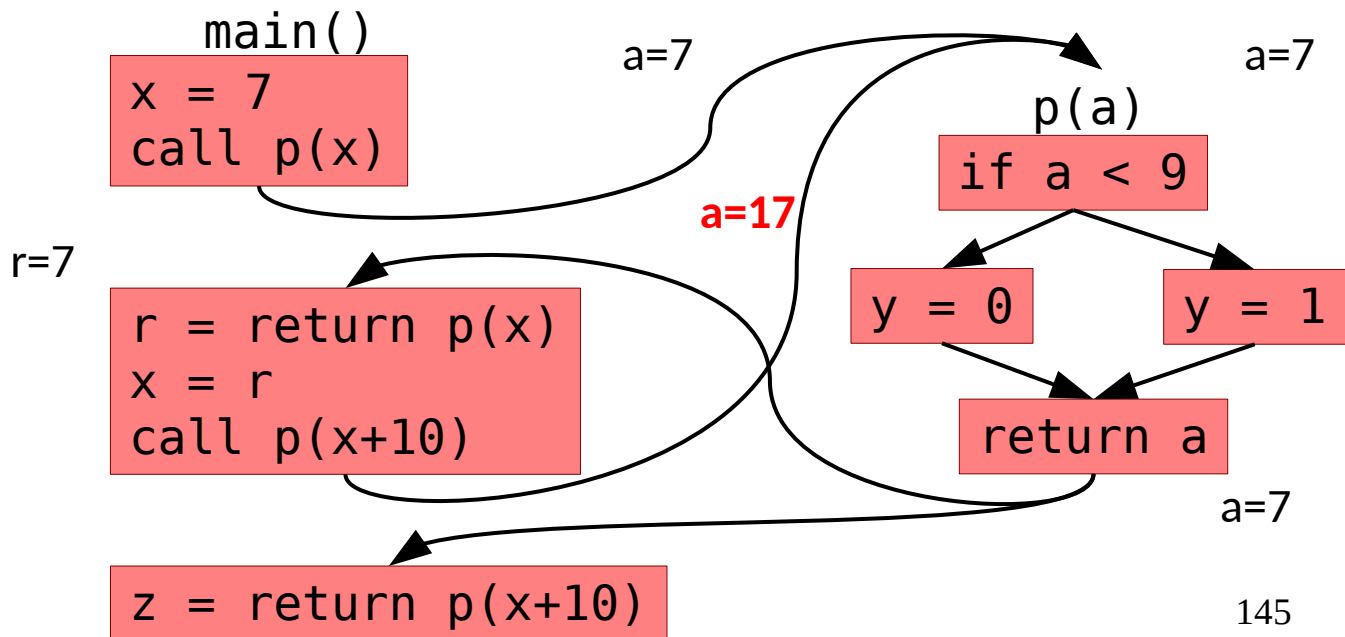 main()
x = 7
call p(x)
a=7
a=7
p(a)
if a < 9
a=17
y = 0
y = 1
return a
a=7
r=7
r = return p(x)
x = r
call p(x+10)
z = return p(x+10)
145